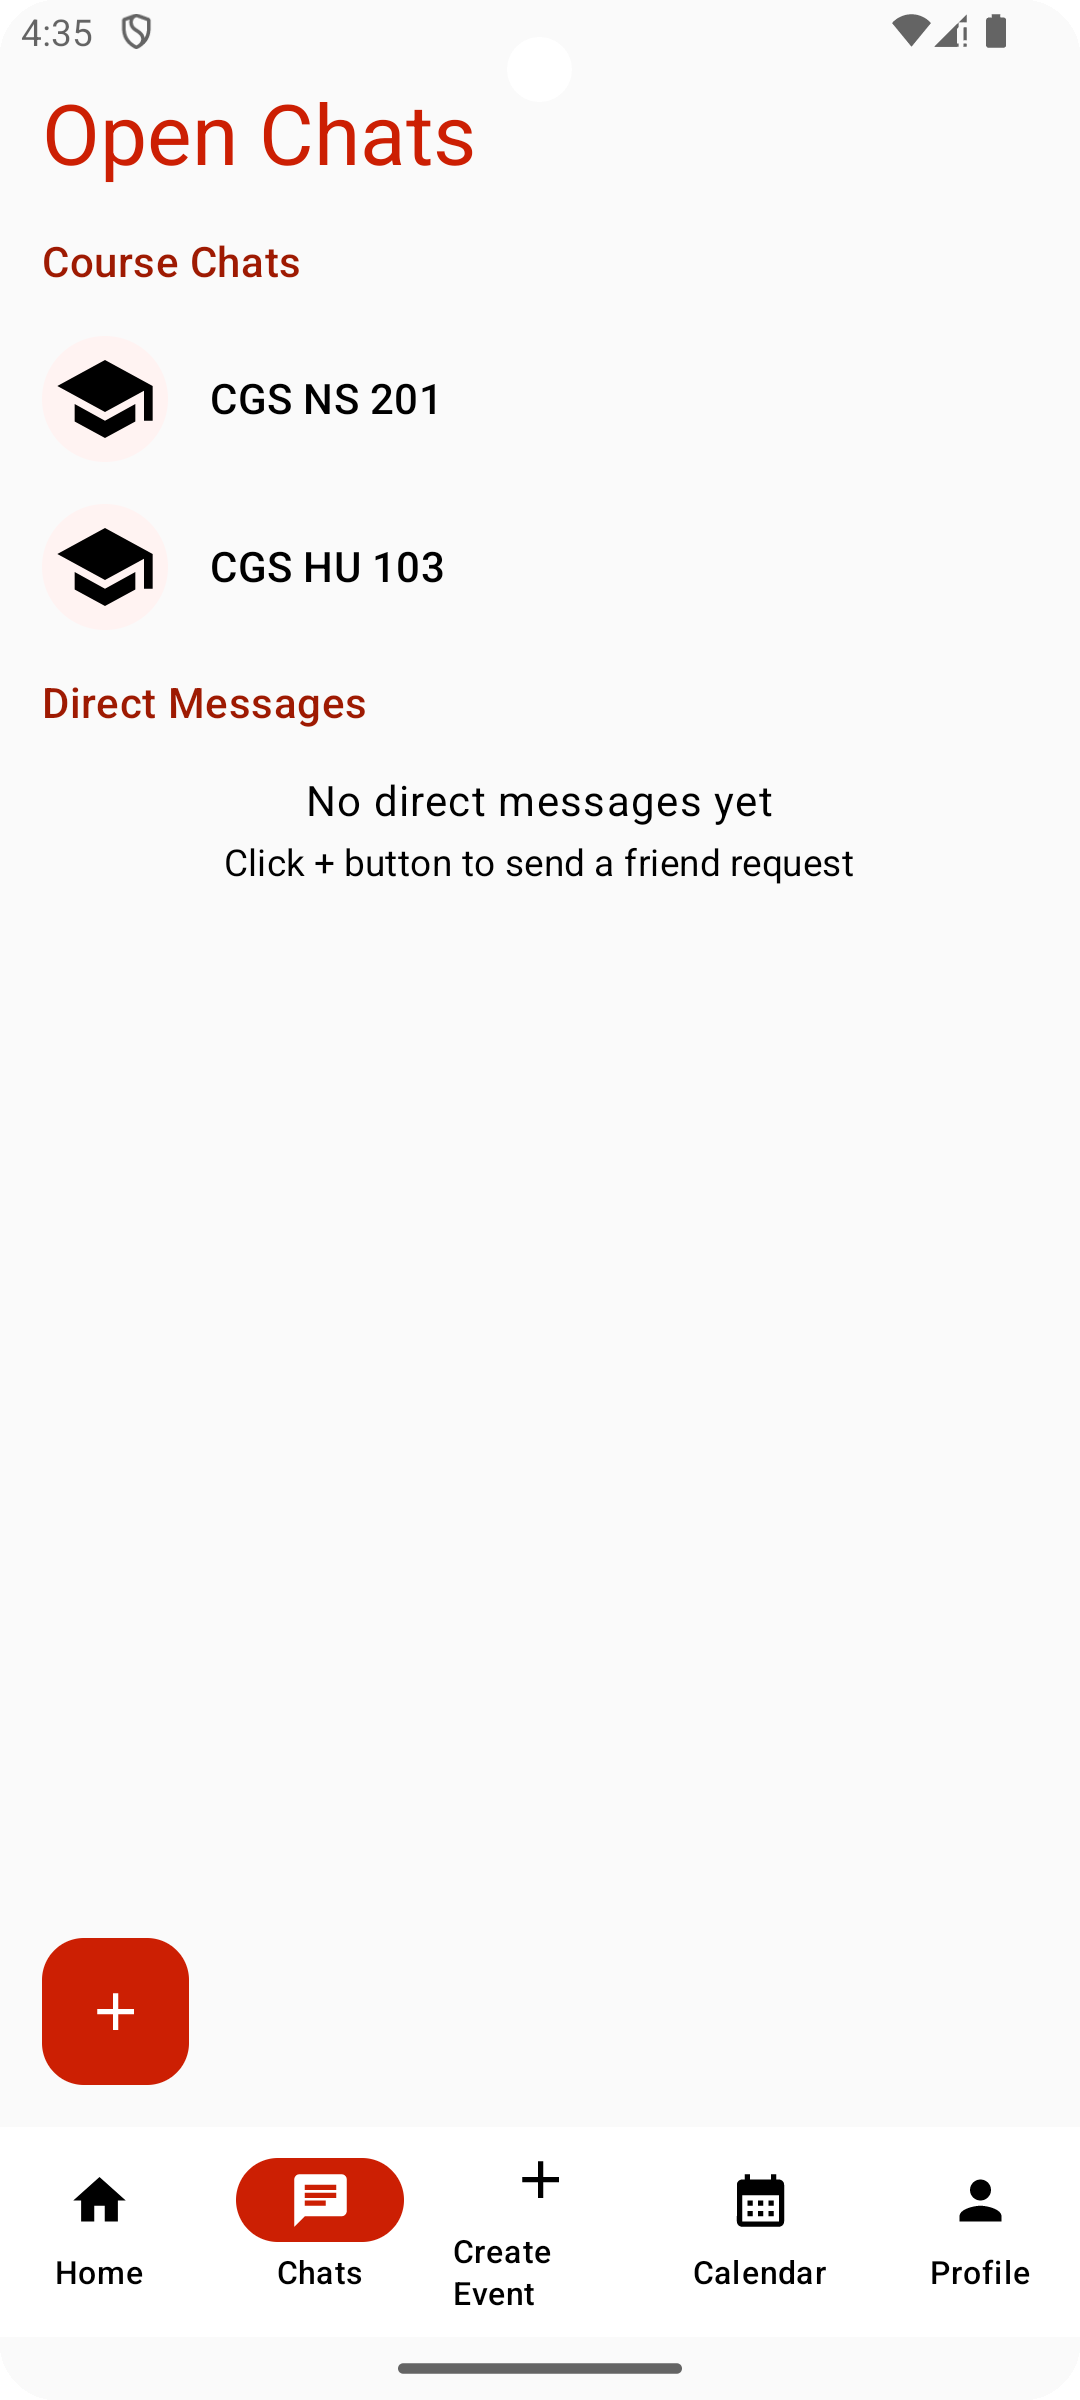 4:35
Open Chats
Course Chats
CGS NS 201
CGS HU 103
Direct Messages
No direct messages yet
Click + button to send a friend request
+
Home
Chats
Create
Event
Calendar
Profile